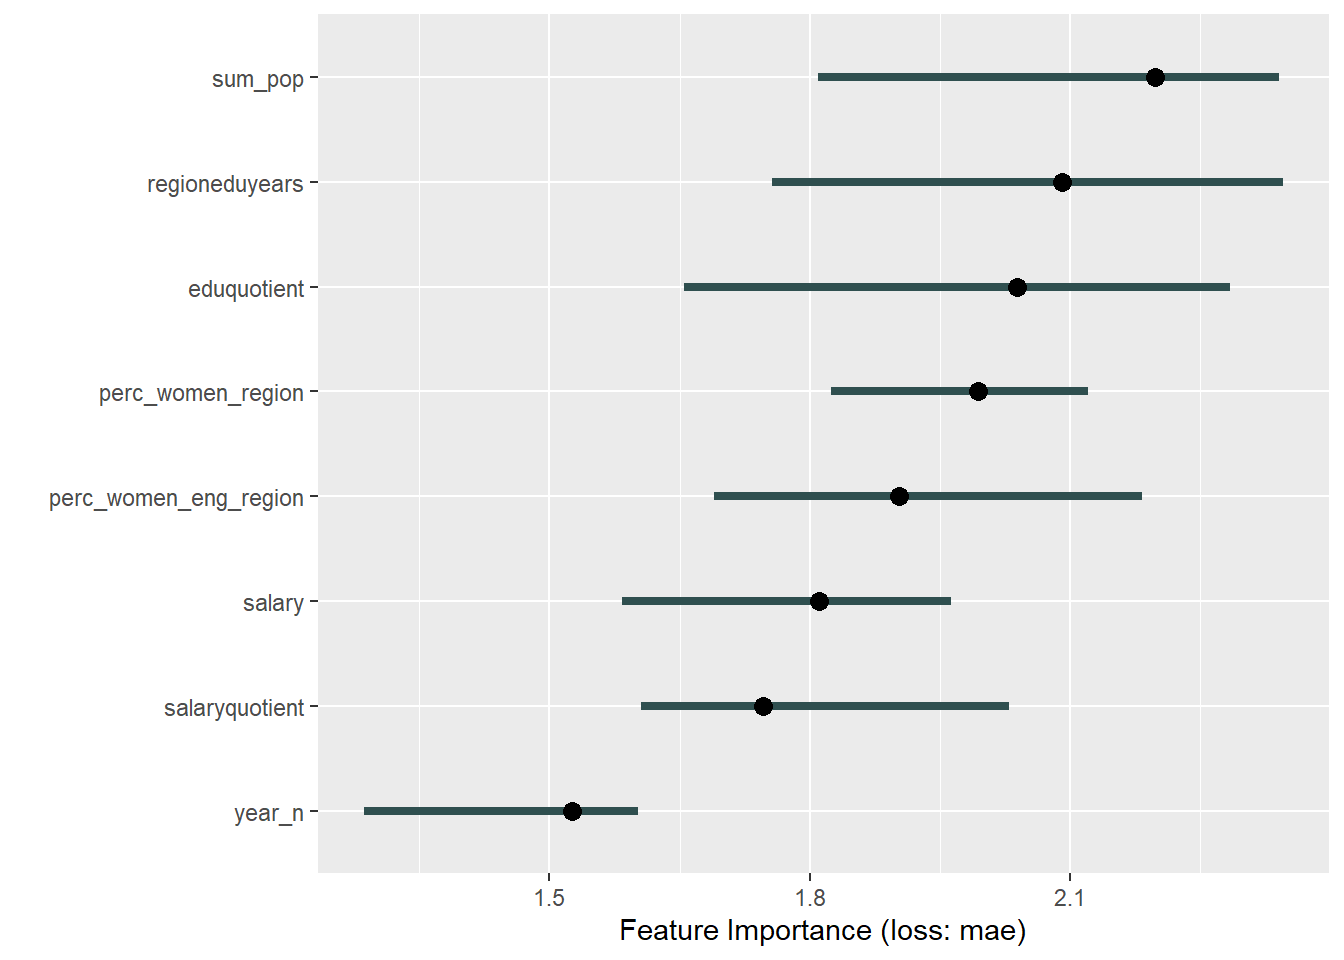 sum_pop
regioneduyears
eduquotient
perc_women_region
perc_women_eng_region
salary
salaryquotient
year_n
1.5 1.8 2.1
Feature Importance (loss: mae)